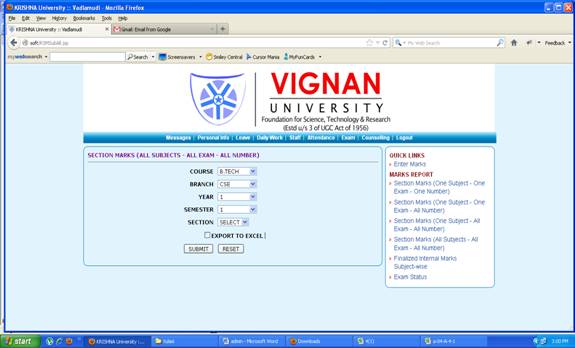 KRISHNA University :: Vadlamudi - Mozilla Firefox
File Edit View History Bookmarks Tools Help
KRISHNA University :: Vadlamudi
Gmail: Email from Google
My Web Search
Feedback
mywebsearch
Search
Screensavers
Smiley Central
Cursor Mania
MyFunCards
VIGNAN
UNIVERSITY
Foundation for Science, Technology & Research
(Estd u/s 3 of UGC Act of 1956)
Messages | Personal Info | Leave | Daily Work | Staff | Attendance | Exam | Counselling | Logout
SECTION MARKS (ALL SUBJECTS - ALL EXAM - ALL NUMBER)
COURSE B.TECH
BRANCH CSE
YEAR 1
SEMESTER 1
SECTION SELECT
EXPORT TO EXCEL
SUBMIT RESET
QUICK LINKS
Enter Marks
MARKS REPORT
Section Marks (One Subject - One
Exam - One Number)
Section Marks (One Subject - One
Exam - All Number)
Section Marks (One Subject - All
Exam - All Number)
Section Marks (All Subjects - All
Exam - All Number)
Finalized Internal Marks
Subject-wise
Exam Status
start
KRISHNA University :...
admin - Microsoft Word
Downloads
3:00 PM